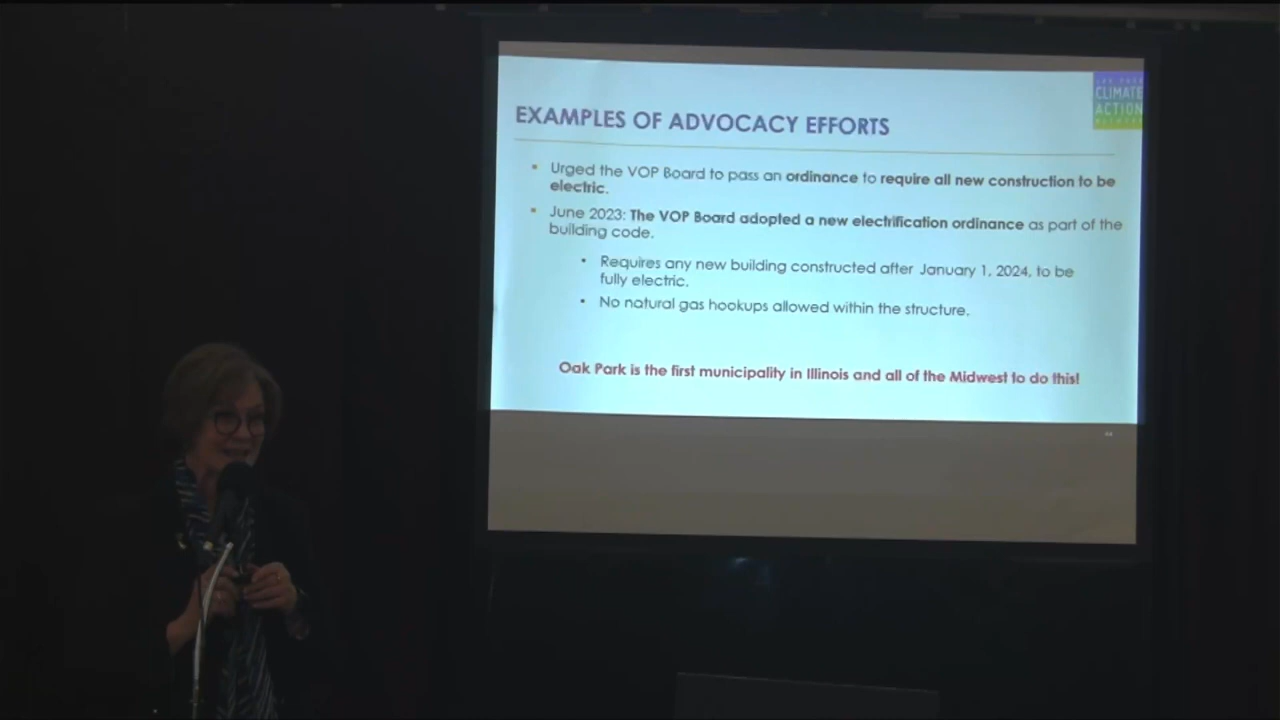 CLIMATE
ACTION
EXAMPLES OF ADVOCACY EFFORTS
• Urged the VOP Board to pass an ordinance to require all new construction to be
electric.
• June 2023: The VOP Board adopted a new electrification ordinance as part of the
building code.
• Requires any new building constructed after January 1, 2024, to be
fully electric.
• No natural gas hookups allowed within the structure.
Oak Park is the first municipality in Illinois and all of the Midwest to do this!